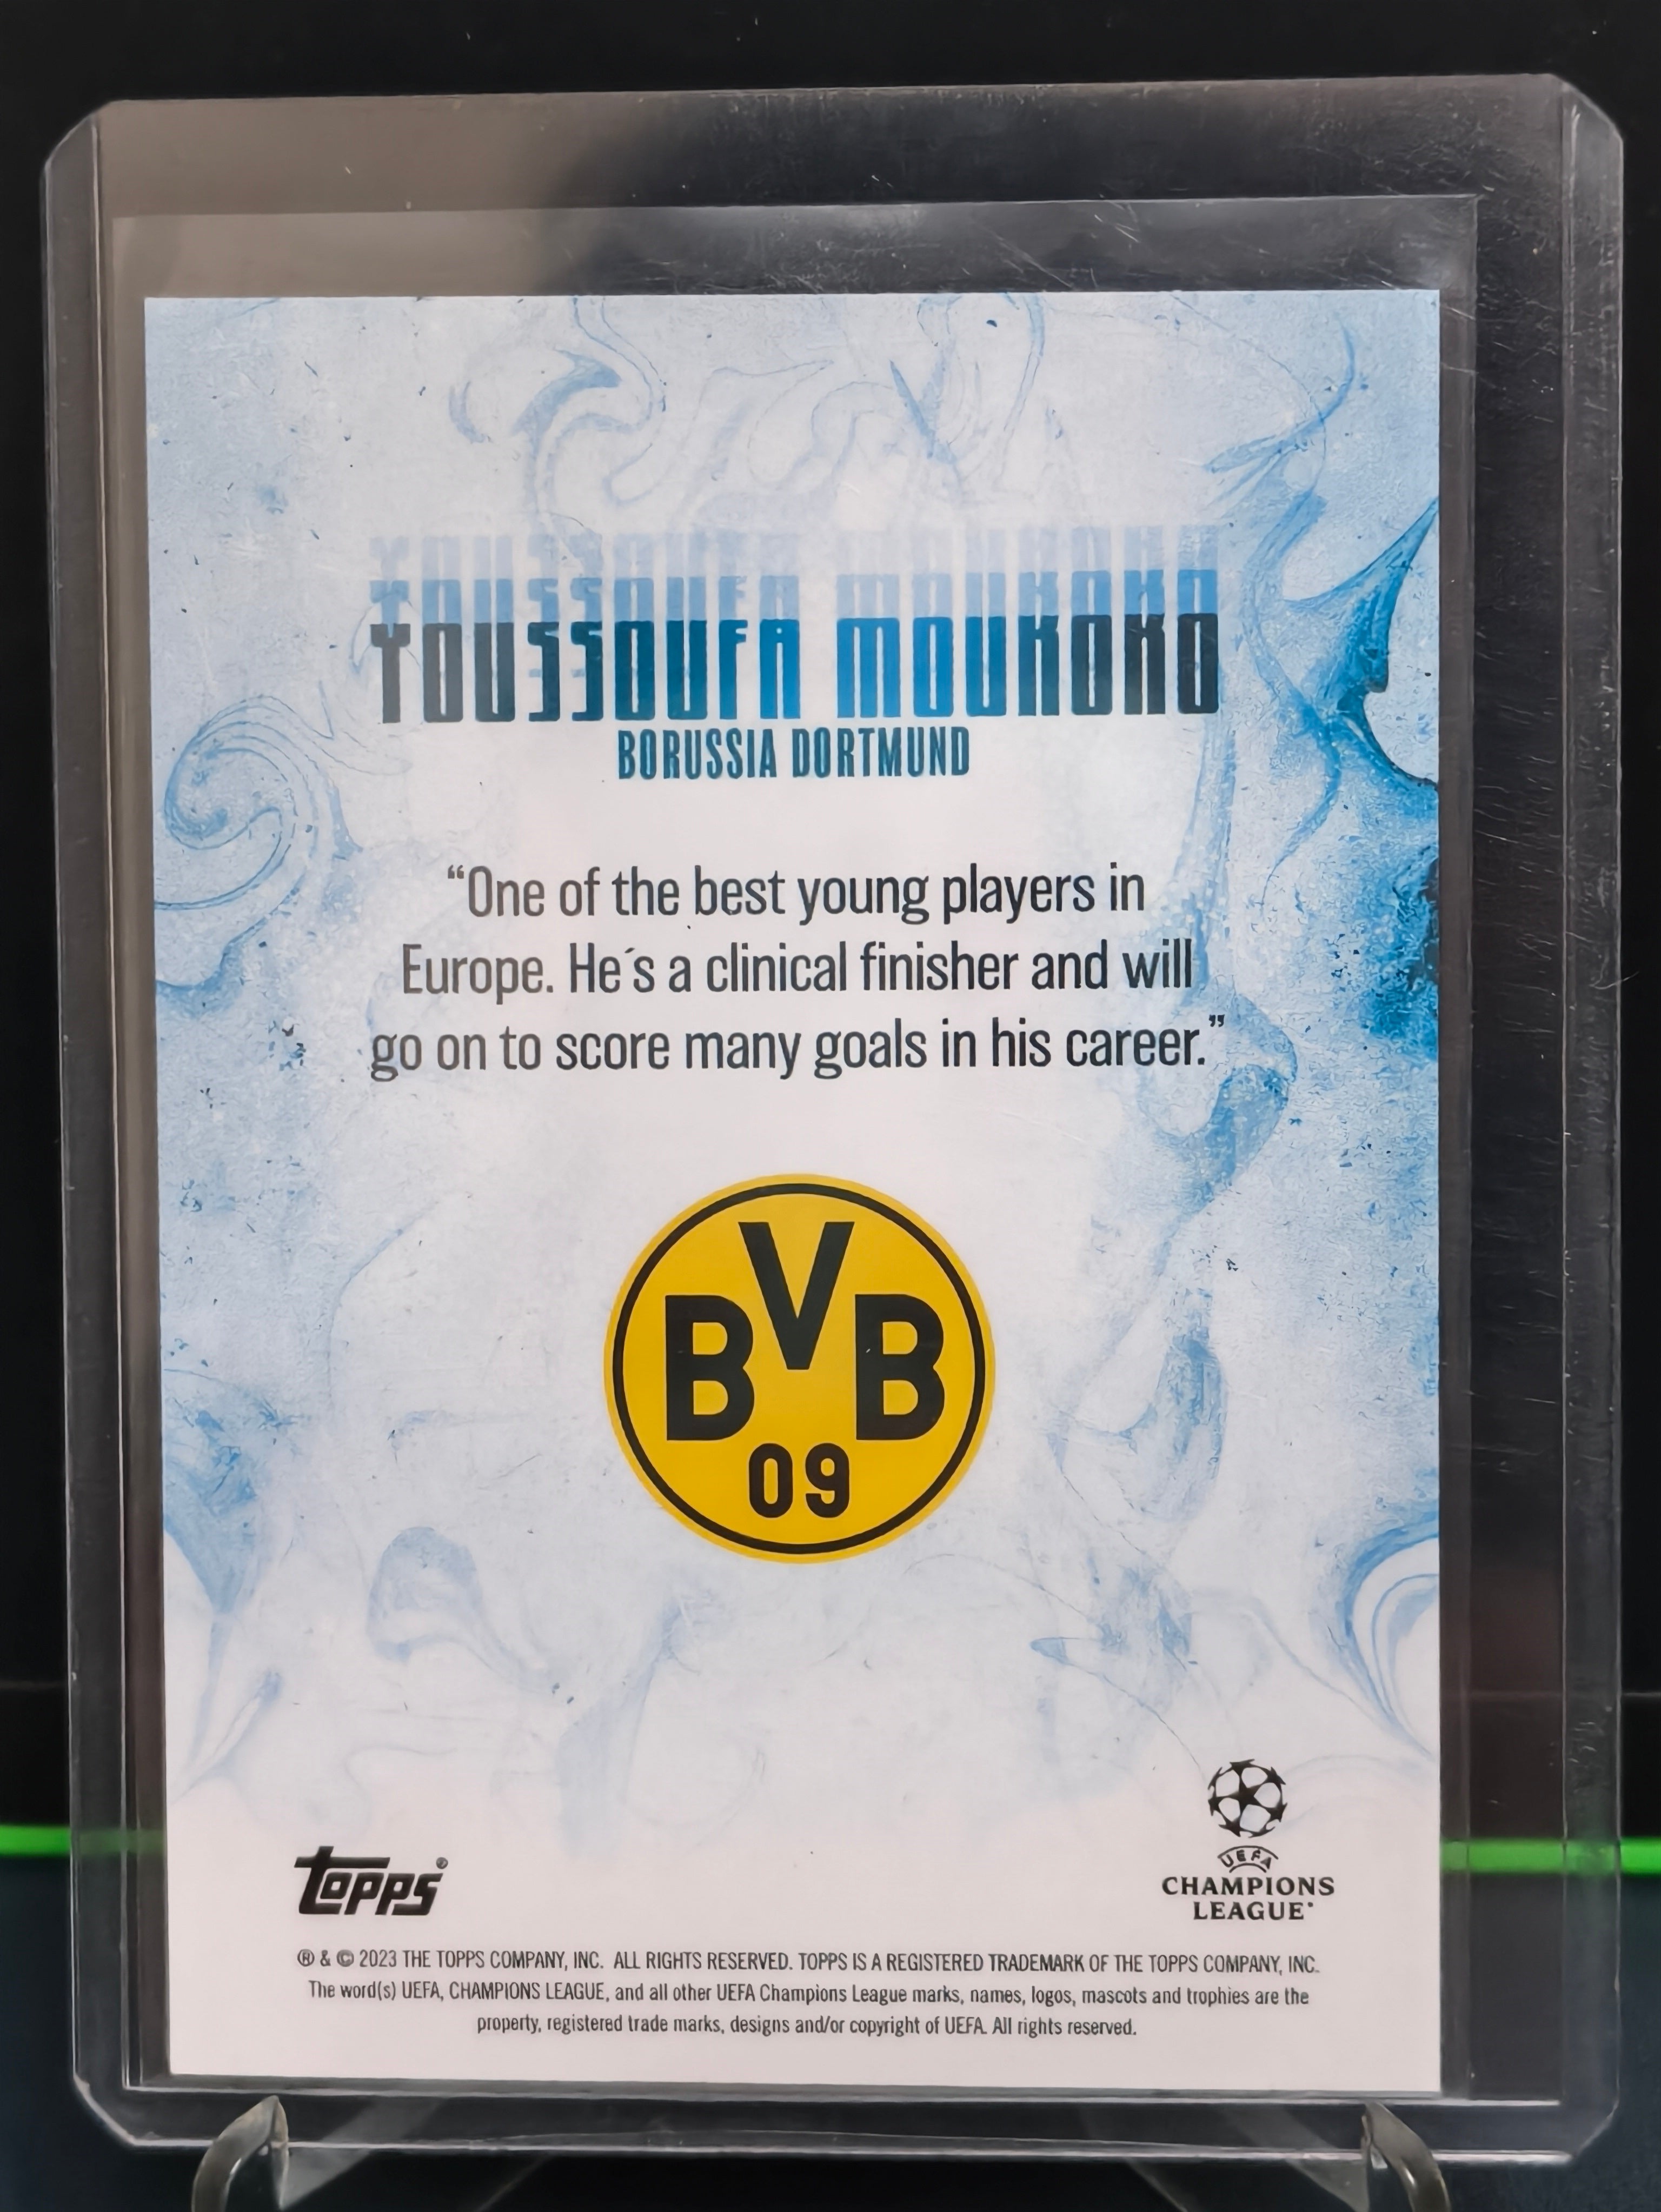 YOUSSOUFA MOUKOKO
BORUSSIA DORTMUND
“One of the best young players in
Europe. He´s a clinical finisher and will
go on to score many goals in his career.”
BVB
09
topps®
UEFA
CHAMPIONS
LEAGUE®
® & © 2023 THE TOPPS COMPANY, INC. ALL RIGHTS RESERVED. TOPPS IS A REGISTERED TRADEMARK OF THE TOPPS COMPANY, INC.
The word(s) UEFA, CHAMPIONS LEAGUE, and all other UEFA Champions League marks, names, logos, mascots and trophies are the
property, registered trade marks, designs and/or copyright of UEFA. All rights reserved.